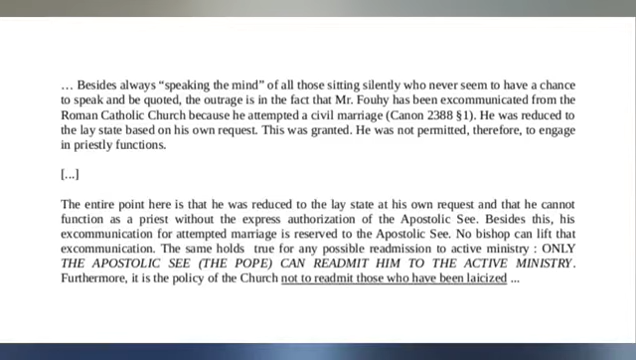 ... Besides always “speaking the mind” of all those sitting silently who never seem to have a chance
to speak and be quoted, the outrage is in the fact that Mr. Fouhy has been excommunicated from the
Roman Catholic Church because he attempted a civil marriage (Canon 2388 §1). He was reduced to
the lay state based on his own request. This was granted. He was not permitted, therefore, to engage
in priestly functions.
[...]
The entire point here is that he was reduced to the lay state at his own request and that he cannot
function as a priest without the express authorization of the Apostolic See. Besides this, his
excommunication for attempted marriage is reserved to the Apostolic See. No bishop can lift that
excommunication. The same holds true for any possible readmission to active ministry : ONLY
THE APOSTOLIC SEE (THE POPE) CAN READMIT HIM TO THE ACTIVE MINISTRY.
Furthermore, it is the policy of the Church not to readmit those who have been laicized ...